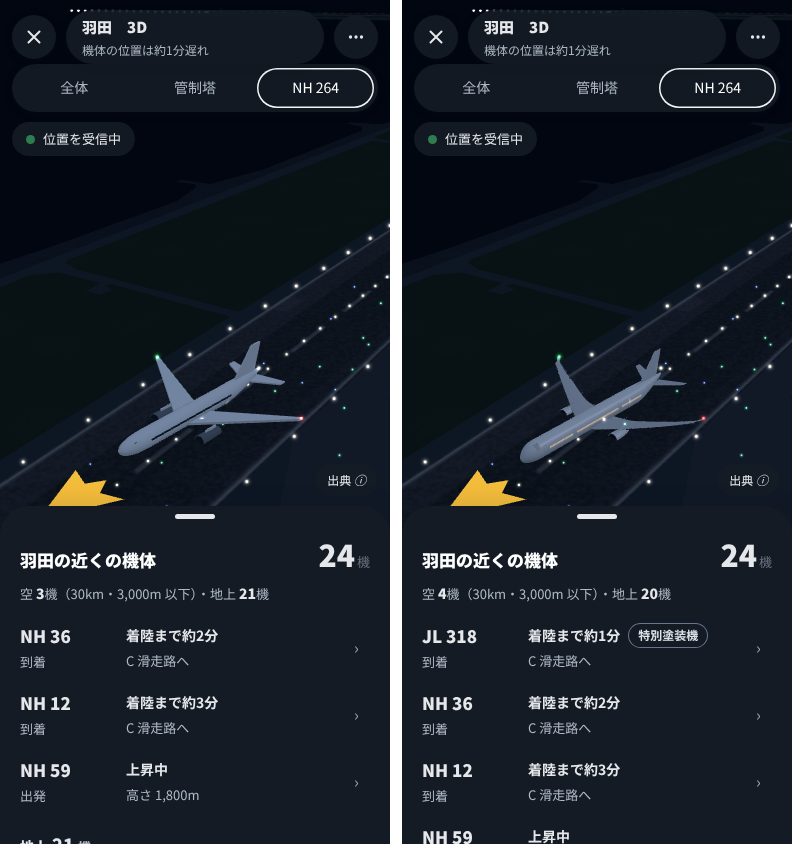 羽田 3D
機体の位置は約1分遅れ
全体 管制塔 NH 264
位置を受信中
出典 ⓘ
羽田の近くの機体 24機
空 3機（30km・3,000m 以下）・地上 21機
NH 36 着陸まで約2分
到着 C 滑走路へ
NH 12 着陸まで約3分
到着 C 滑走路へ
NH 59 上昇中
出発 高さ 1,800m
地上 21 機
羽田 3D
機体の位置は約1分遅れ
全体 管制塔 NH 264
位置を受信中
出典 ⓘ
羽田の近くの機体 24機
空 4機（30km・3,000m 以下）・地上 20機
JL 318 着陸まで約1分 特別塗装機
到着 C 滑走路へ
NH 36 着陸まで約2分
到着 C 滑走路へ
NH 12 着陸まで約3分
到着 C 滑走路へ
NH 59 上昇中